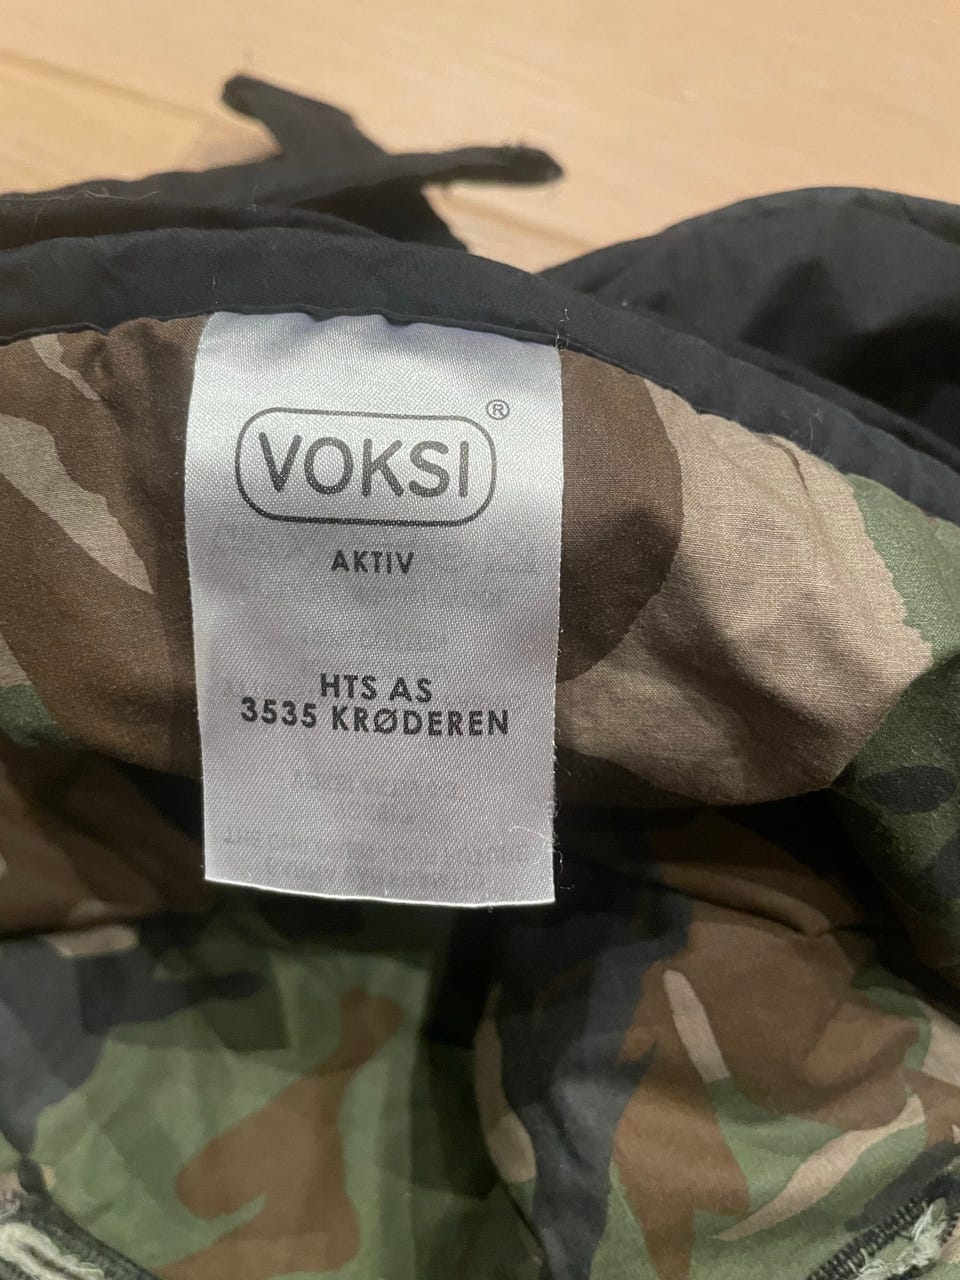 VOKSI®
AKTIV
HTS AS
3535 KRØDEREN